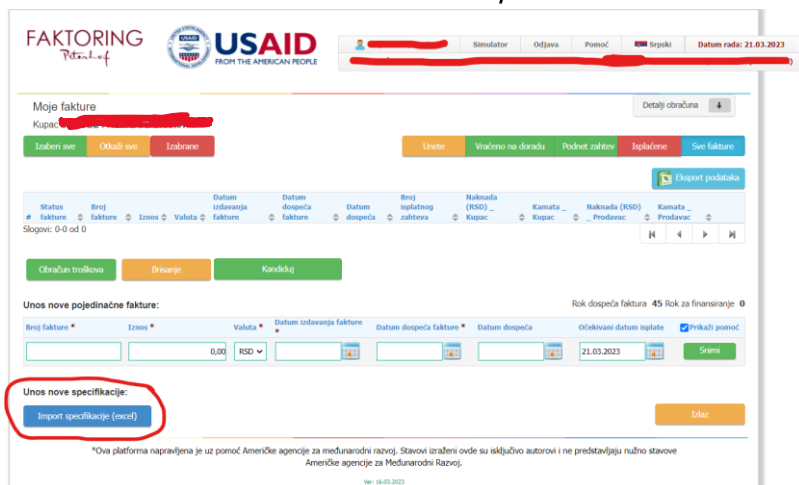 FAKTORING
USAID
FROM THE AMERICAN PEOPLE
Simulator Odjava Pomoć Srpski Datum rada: 21.03.2023
Moje fakture
Detalji obračuna
Kupac
Izaberi sve Otkaži sve Izabrane Unete Vraćeno na doradu Podnet zahtev Isplaćene Sve fakture
Eksport podataka
# Status fakture Broj fakture Iznos Valuta Datum izdavanja fakture Datum dospeća fakture Datum dospeća Broj isplatnog zahteva Naknada (RSD) _ Kupac Kamata _ Kupac Naknada (RSD) _ Prodavac Kamata _ Prodavac
Slogovi: 0-0 od 0
Obračun troškova Brisanje Kandiduj
Unos nove pojedinačne fakture:
Rok dospeća faktura 45 Rok za finansiranje 0
Broj fakture * Iznos * Valuta * Datum izdavanja fakture * Datum dospeća fakture * Datum dospeća Očekivani datum isplate Prikaži pomoć
0,00 RSD 21.03.2023 Snimi
Unos nove specifikacije:
Import specifikacije (excel) Izlaz
*Ova platforma napravljena je uz pomoć Američke agencije za međunarodni razvoj. Stavovi izraženi ovde su isključivo autorovi i ne predstavljaju nužno stavove
Američke agencije za Međunarodni Razvoj.
Ver: 16.03.2023